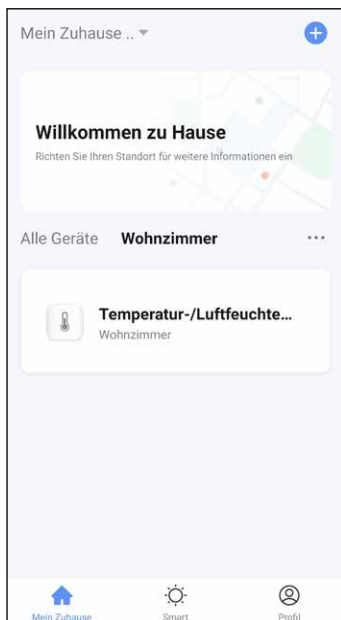 Mein Zuhause ..
Willkommen zu Hause
Richten Sie Ihren Standort für weitere Informationen ein
Alle Geräte Wohnzimmer ...
Temperatur-/Luftfeuchte...
Wohnzimmer
Mein Zuhause Smart Profil